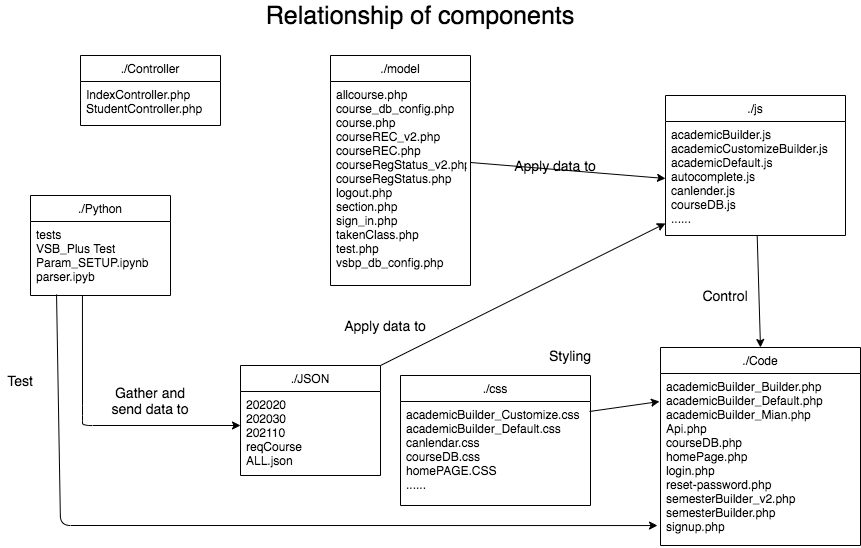 Relationship of components
./Controller
IndexController.php
StudentController.php
./model
allcourse.php
course_db_config.php
course.php
courseREC_v2.php
courseREC.php
courseRegStatus_v2.php
courseRegStatus.php
logout.php
section.php
sign_in.php
takenClass.php
test.php
vsbp_db_config.php
Apply data to
./js
academicBuilder.js
academicCustomizeBuilder.js
academicDefault.js
autocomplete.js
canlender.js
courseDB.js
......
./Python
tests
VSB_Plus Test
Param_SETUP.ipynb
parser.ipyb
Control
Apply data to
Test
Gather and
send data to
./JSON
202020
202030
202110
reqCourse
ALL.json
Styling
./css
academicBuilder_Customize.css
academicBuilder_Default.css
canlendar.css
courseDB.css
homePAGE.CSS
......
./Code
academicBuilder_Builder.php
academicBuilder_Default.php
academicBuilder_Mian.php
Api.php
courseDB.php
homePage.php
login.php
reset-password.php
semesterBuilder_v2.php
semesterBuilder.php
signup.php